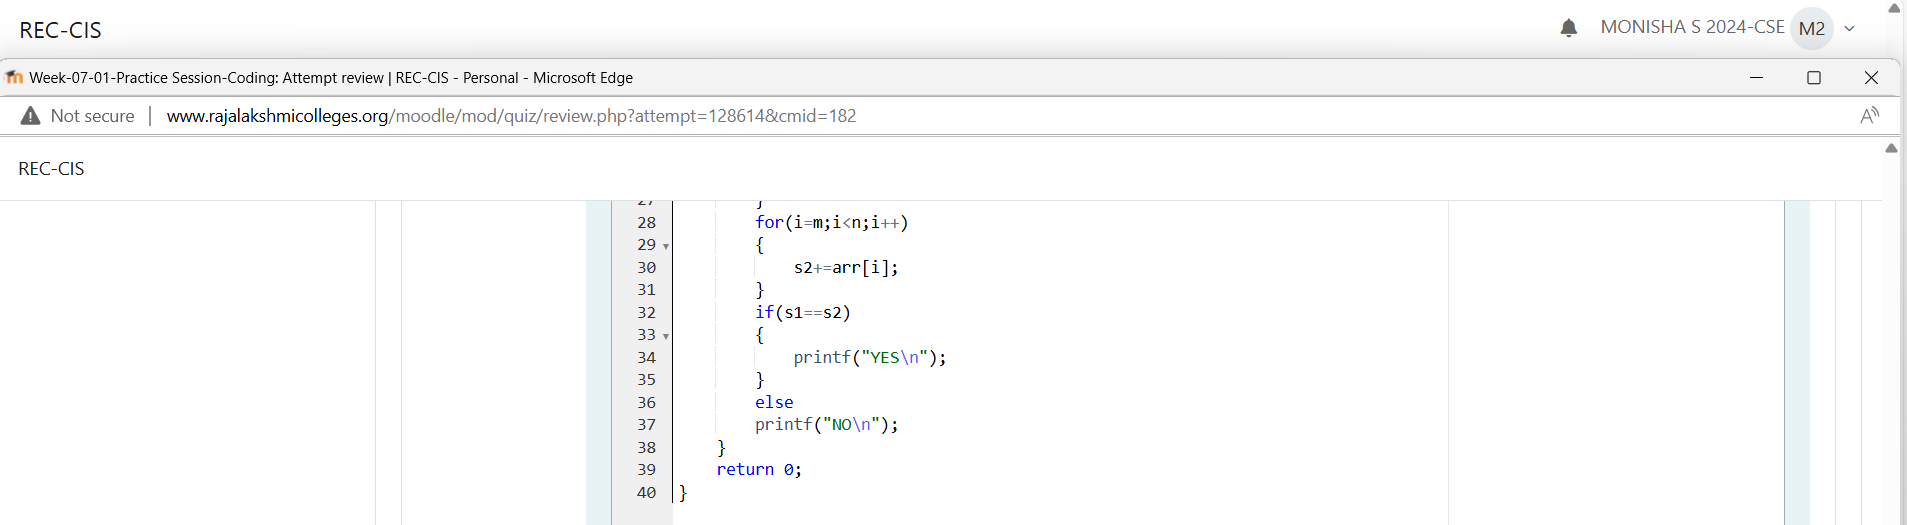 REC-CIS
MONISHA S 2024-CSE M2
Week-07-01-Practice Session-Coding: Attempt review | REC-CIS - Personal - Microsoft Edge
Not secure | www.rajalakshmicolleges.org/moodle/mod/quiz/review.php?attempt=128614&cmid=182
REC-CIS
27 }
28 for(i=m;i<n;i++)
29 {
30 s2+=arr[i];
31 }
32 if(s1==s2)
33 {
34 printf("YES\n");
35 }
36 else
37 printf("NO\n");
38 }
39 return 0;
40 }